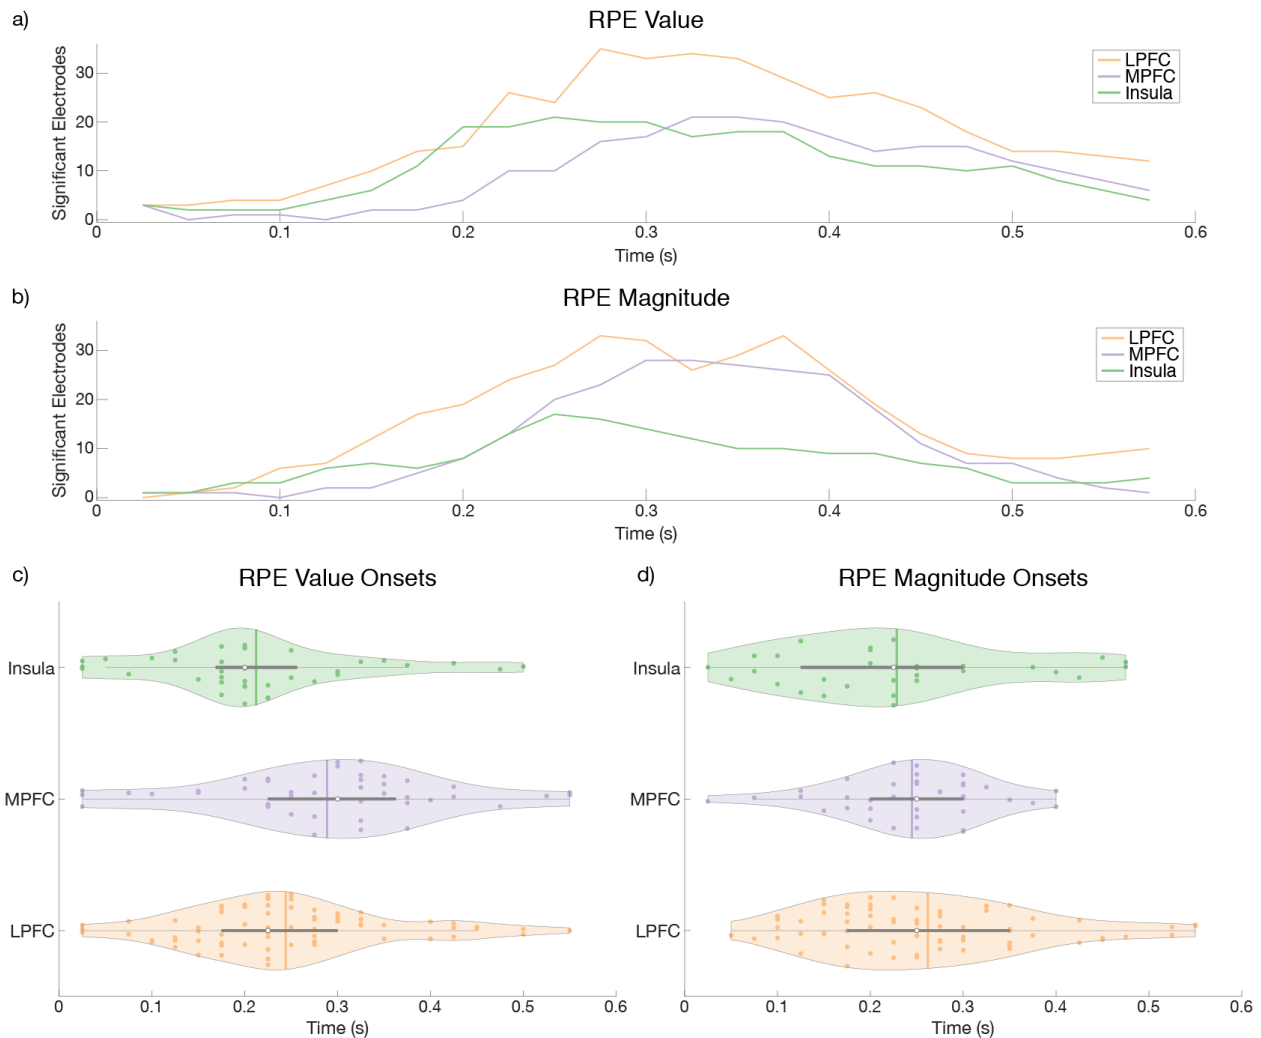 a)
RPE Value
Significant Electrodes
30
20
10
0
LPFC
MPFC
Insula
0 0.1 0.2 0.3 0.4 0.5 0.6
Time (s)
b)
RPE Magnitude
Significant Electrodes
30
20
10
0
LPFC
MPFC
Insula
0 0.1 0.2 0.3 0.4 0.5 0.6
Time (s)
c)
RPE Value Onsets
Insula
MPFC
LPFC
0 0.1 0.2 0.3 0.4 0.5 0.6
Time (s)
d)
RPE Magnitude Onsets
Insula
MPFC
LPFC
0 0.1 0.2 0.3 0.4 0.5 0.6
Time (s)